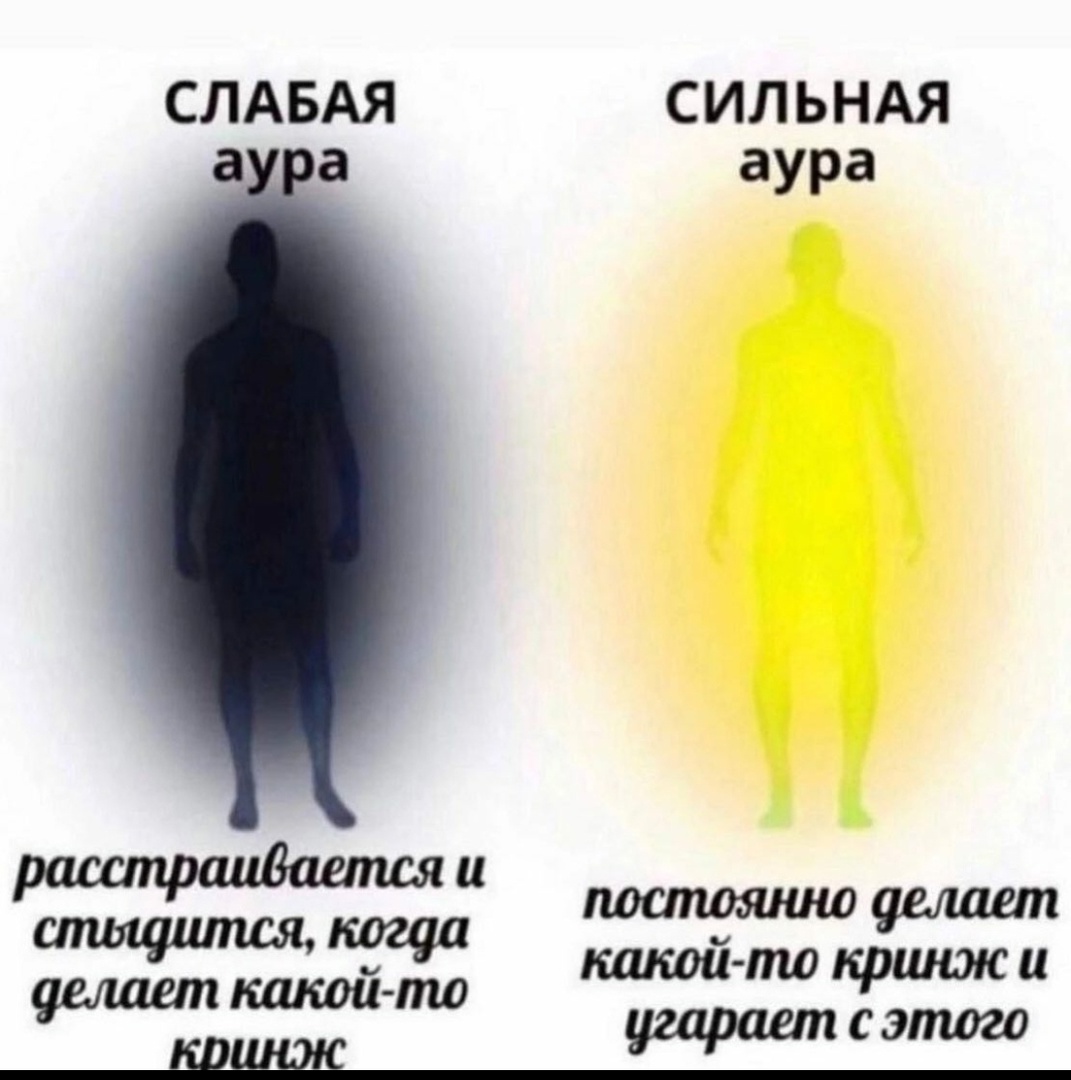 СЛАБАЯ
аура
расстраивается и
стыдится, когда
делает какой-то
кринж
СИЛЬНАЯ
аура
постоянно делает
какой-то кринж и
угарает с этого